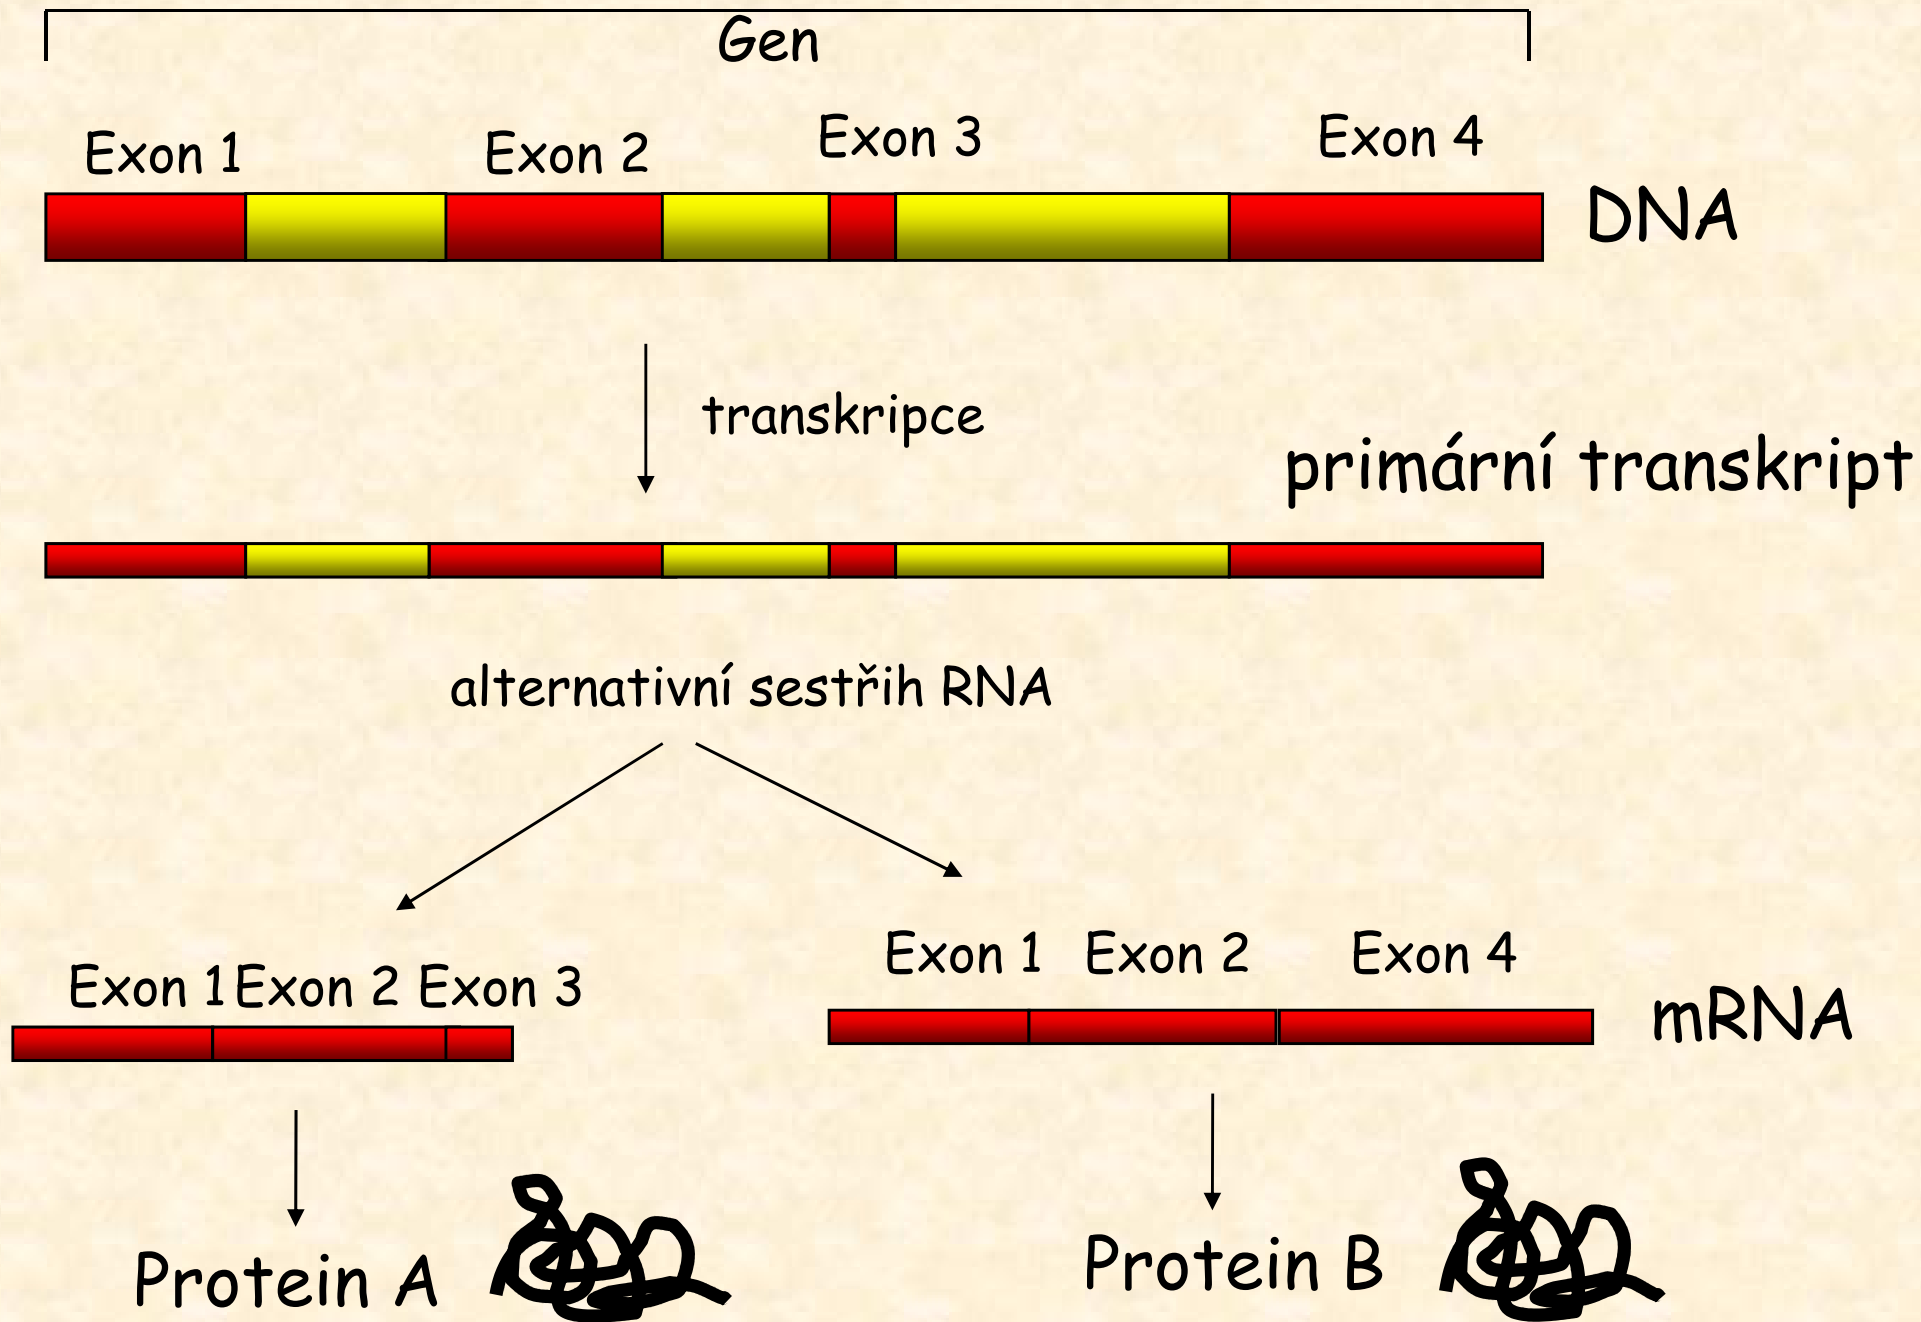 Gen
Exon 1 Exon 2 Exon 3 Exon 4
DNA
transkripce
primární transkript
alternativní sestřih RNA
Exon 1 Exon 2 Exon 3
Exon 1 Exon 2 Exon 4
mRNA
Protein A
Protein B